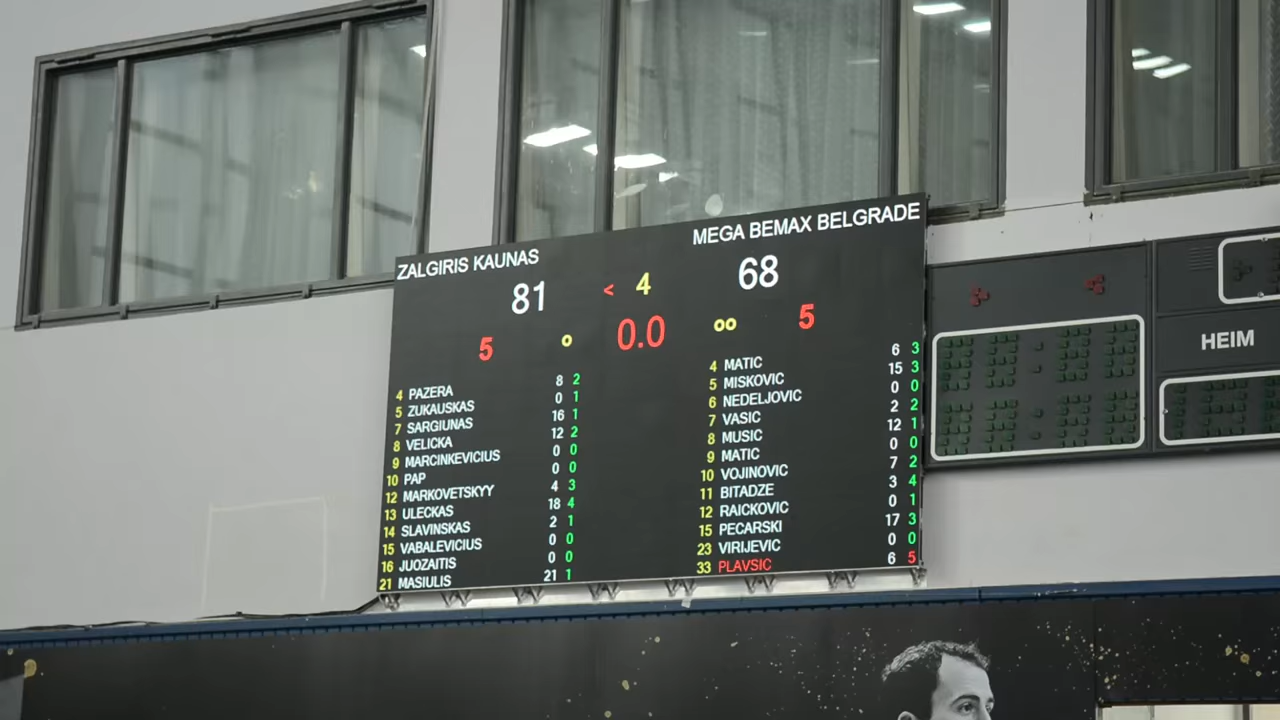 ZALGIRIS KAUNAS MEGA BEMAX BELGRADE
81 < 4 68
5 o 0.0 oo 5
4 PAZERA 8 2
5 ZUKAUSKAS 0 1
7 SARGIUNAS 16 1
8 VELICKA 12 2
9 MARCINKEVICIUS 0 0
10 PAP 0 0
12 MARKOVETSKYY 4 3
13 ULECKAS 18 4
14 SLAVINSKAS 2 1
15 VABALEVICIUS 0 0
16 JUOZAITIS 0 0
21 MASIULIS 21 1
4 MATIC 6 3
5 MISKOVIC 15 3
6 NEDELJOVIC 0 0
7 VASIC 2 2
8 MUSIC 12 1
9 MATIC 0 0
10 VOJINOVIC 7 2
11 BITADZE 3 4
12 RAICKOVIC 0 1
15 PECARSKI 17 3
23 VIRIJEVIC 0 0
33 PLAVSIC 6 5
HEIM